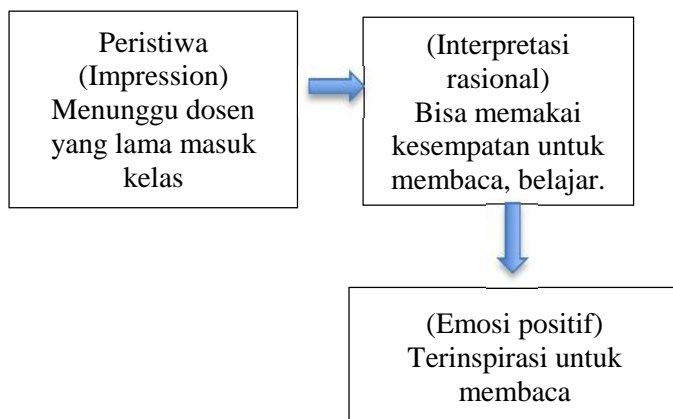 Peristiwa
(Impression)
Menunggu dosen
yang lama masuk
kelas
(Interpretasi
rasional)
Bisa memakai
kesempatan untuk
membaca, belajar.
(Emosi positif)
Terinspirasi untuk
membaca